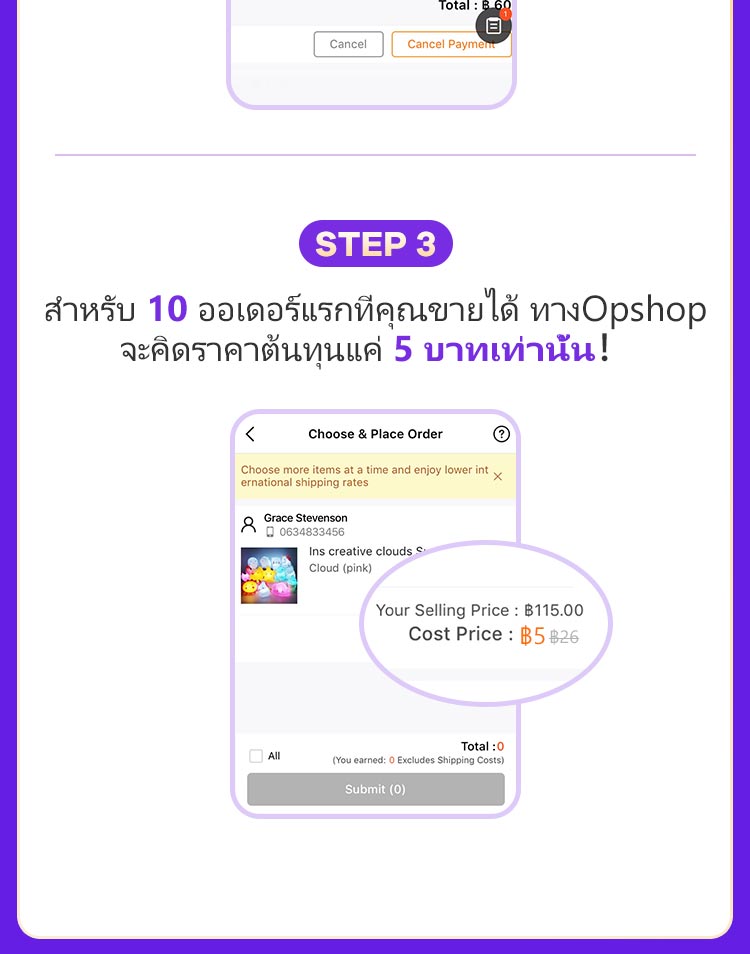 Total : ฿ 60
1
Cancel
Cancel Payment
STEP 3
สำหรับ 10 ออเดอร์แรกที่คุณขายได้ ทางOpshop
จะคิดราคาต้นทุนแค่ 5 บาทเท่านั้น!
Choose & Place Order
Choose more items at a time and enjoy lower int
ernational shipping rates
Grace Stevenson
0634833456
Ins creative clouds
Cloud (pink)
Your Selling Price : ฿115.00
Cost Price : ฿5 ฿26
Total :0
All
(You earned: 0 Excludes Shipping Costs)
Submit (0)